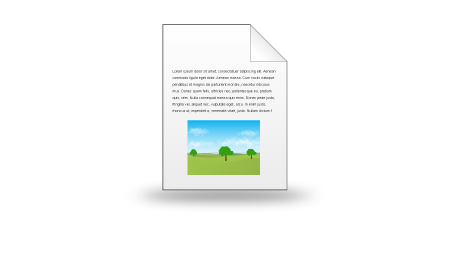 Lorem ipsum dolor sit amet, consectetuer adipiscing elit. Aenean
commodo ligula eget dolor. Aenean massa. Cum sociis natoque
penatibus et magnis dis parturient montes, nascetur ridiculus
mus. Donec quam felis, ultricies nec, pellentesque eu, pretium
quis, sem. Nulla consequat massa quis enim. Donec pede justo,
fringilla vel, aliquet nec, vulputate eget, arcu. In enim justo,
rhoncus ut, imperdiet a, venenatis vitae, justo. Nullam dictum f